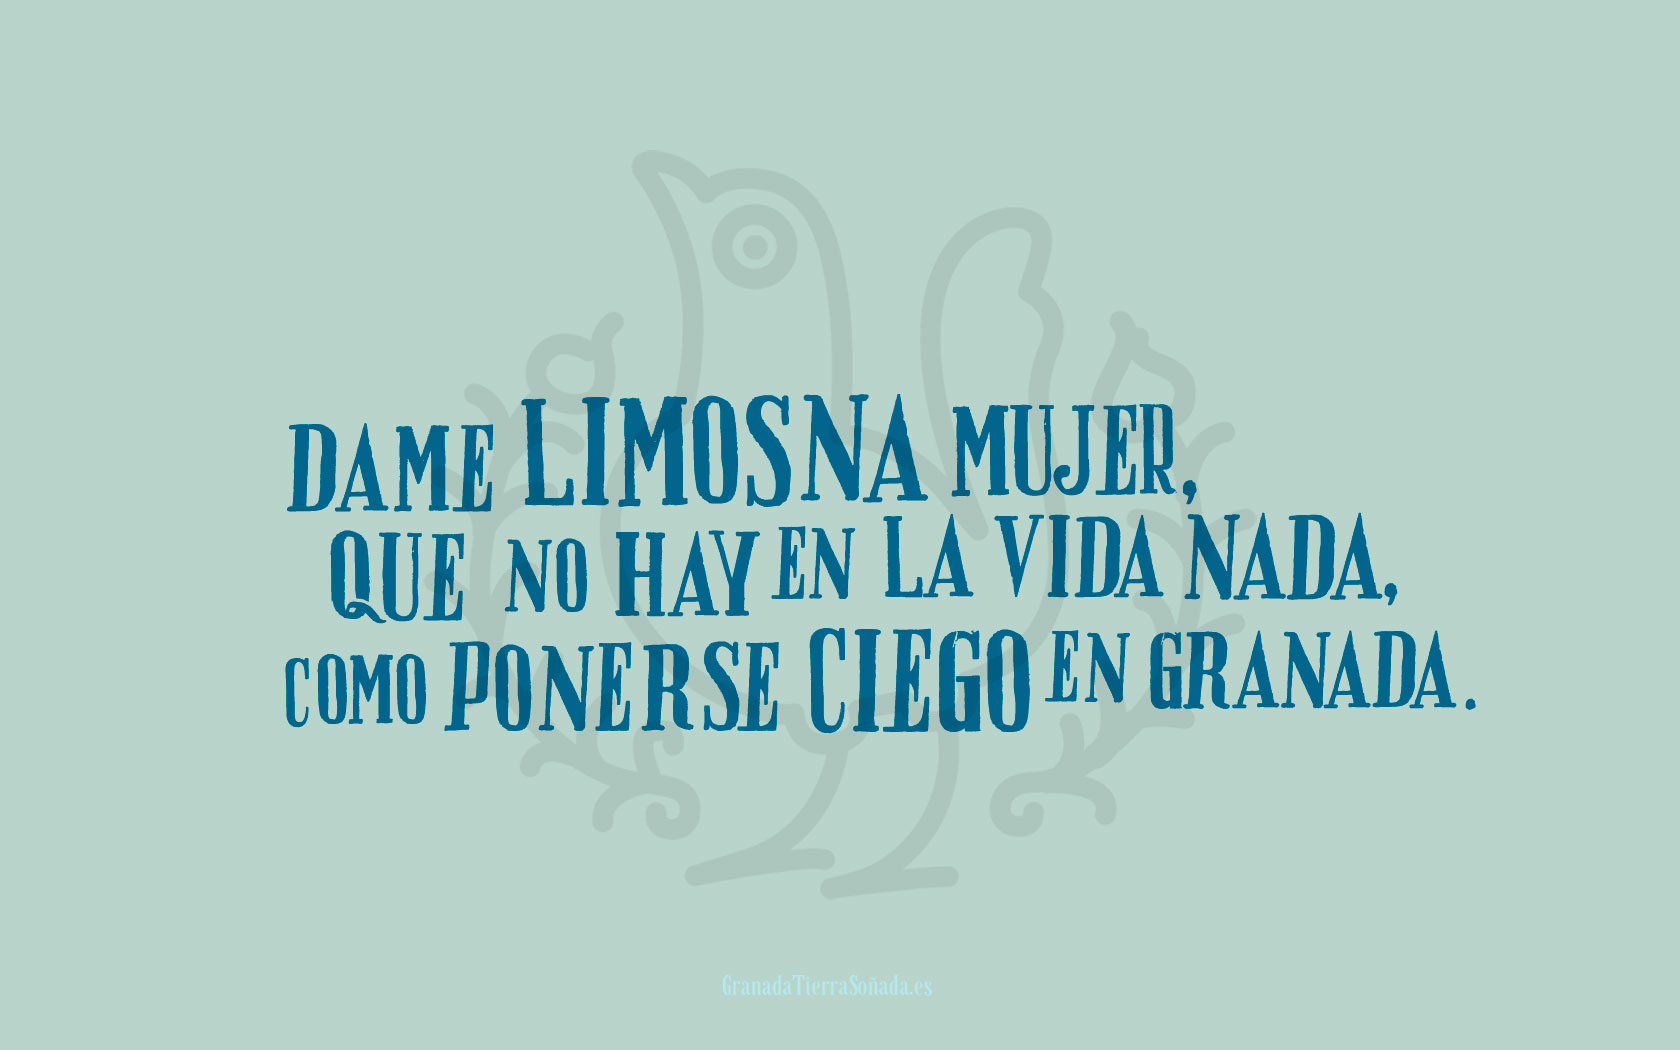 DAME LIMOSNA MUJER,
QUE NO HAY EN LA VIDA NADA,
COMO PONERSE CIEGO EN GRANADA.
GranadaTierraSoñada.es